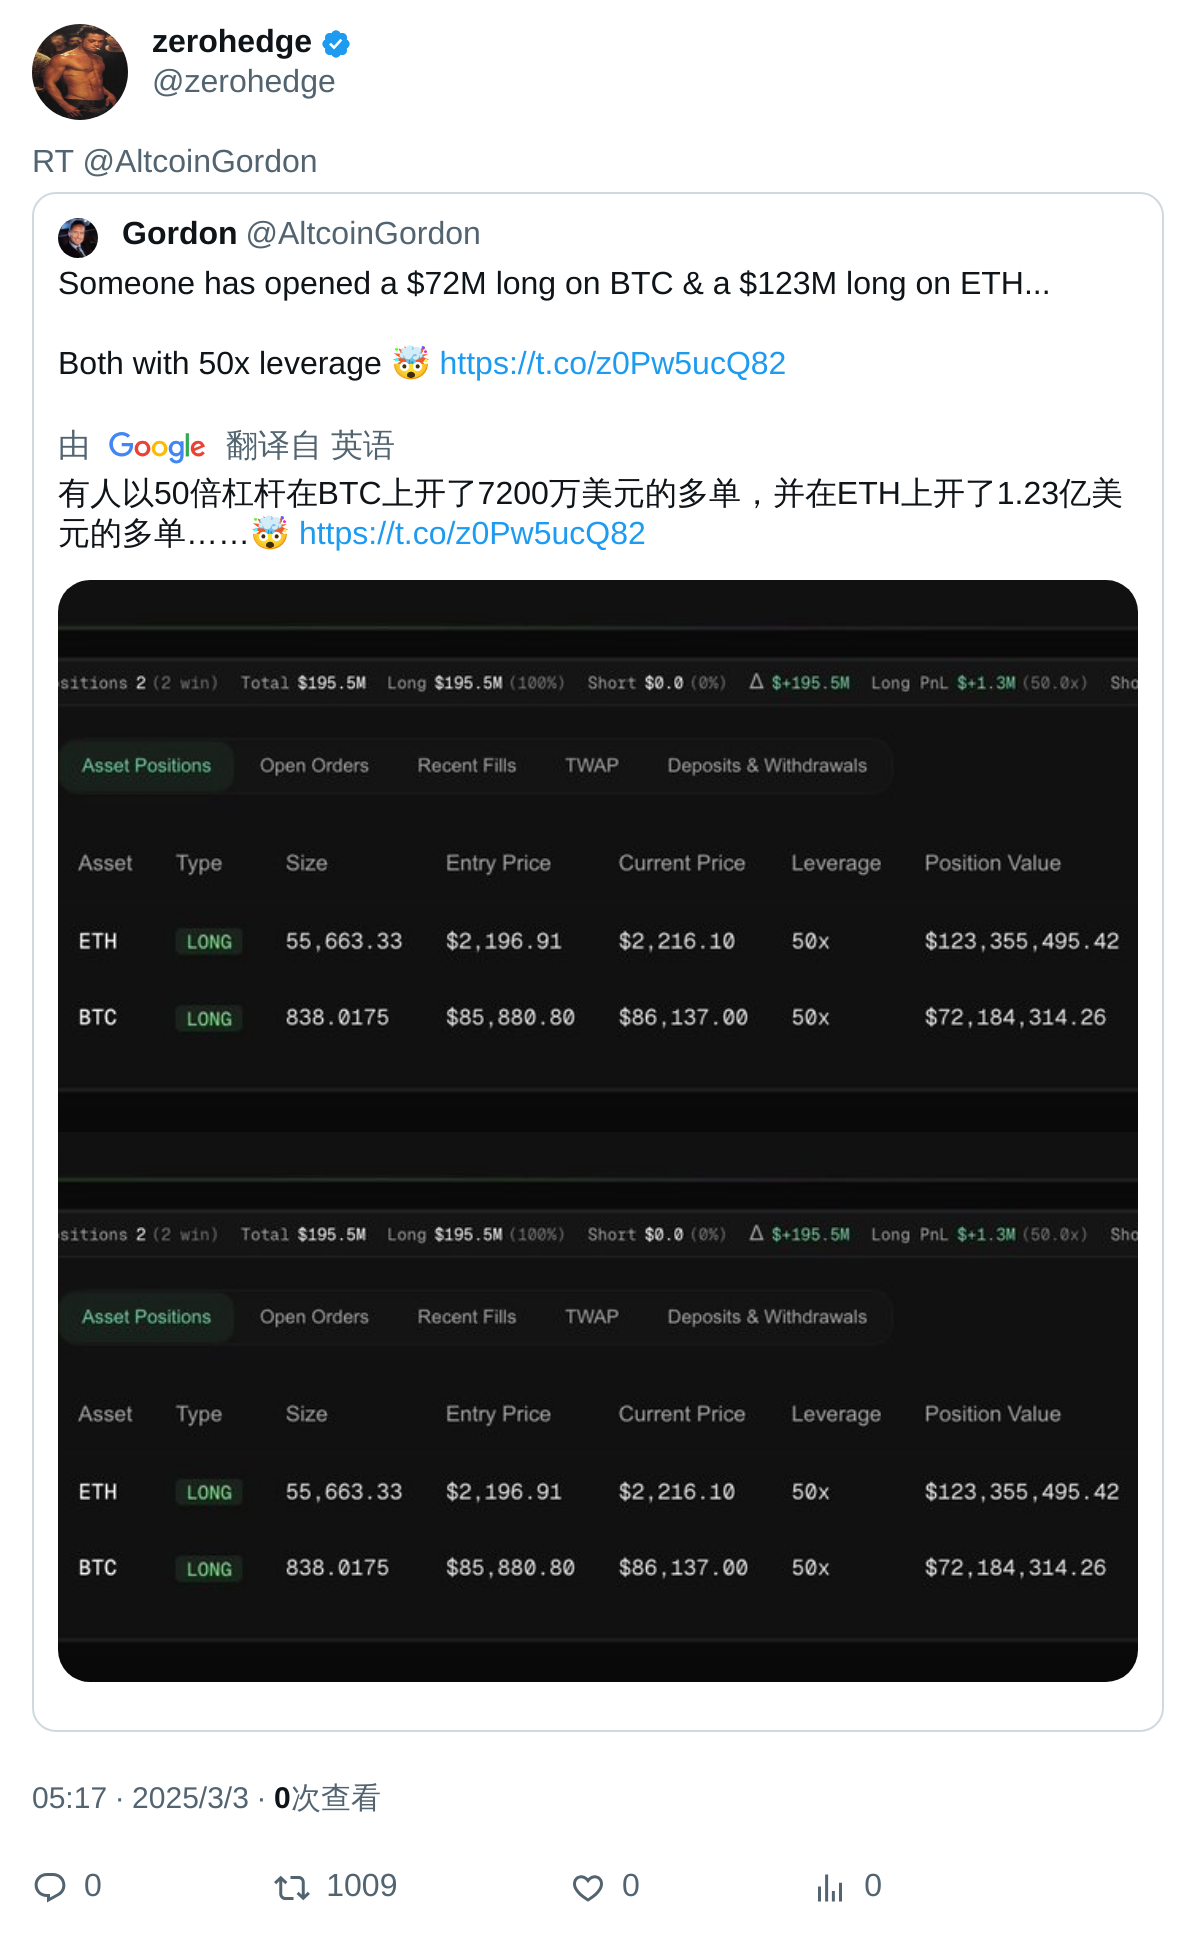 zerohedge
@zerohedge
RT @AltcoinGordon
Gordon @AltcoinGordon
Someone has opened a $72M long on BTC & a $123M long on ETH...
Both with 50x leverage 🤯 https://t.co/z0Pw5ucQ82
由 Google 翻译自 英语
有人以50倍杠杆在BTC上开了7200万美元的多单，并在ETH上开了1.23亿美
元的多单……🤯 https://t.co/z0Pw5ucQ82
sitions 2 (2 win) Total $195.5M Long $195.5M (100%) Short $0.0 (0%) Δ $+195.5M Long PnL $+1.3M (50.0x) Sho
Asset Positions Open Orders Recent Fills TWAP Deposits & Withdrawals
Asset Type Size Entry Price Current Price Leverage Position Value
ETH LONG 55,663.33 $2,196.91 $2,216.10 50x $123,355,495.42
BTC LONG 838.0175 $85,880.80 $86,137.00 50x $72,184,314.26
sitions 2 (2 win) Total $195.5M Long $195.5M (100%) Short $0.0 (0%) Δ $+195.5M Long PnL $+1.3M (50.0x) Sho
Asset Positions Open Orders Recent Fills TWAP Deposits & Withdrawals
Asset Type Size Entry Price Current Price Leverage Position Value
ETH LONG 55,663.33 $2,196.91 $2,216.10 50x $123,355,495.42
BTC LONG 838.0175 $85,880.80 $86,137.00 50x $72,184,314.26
05:17 · 2025/3/3 · 0次查看
0 1009 0 0